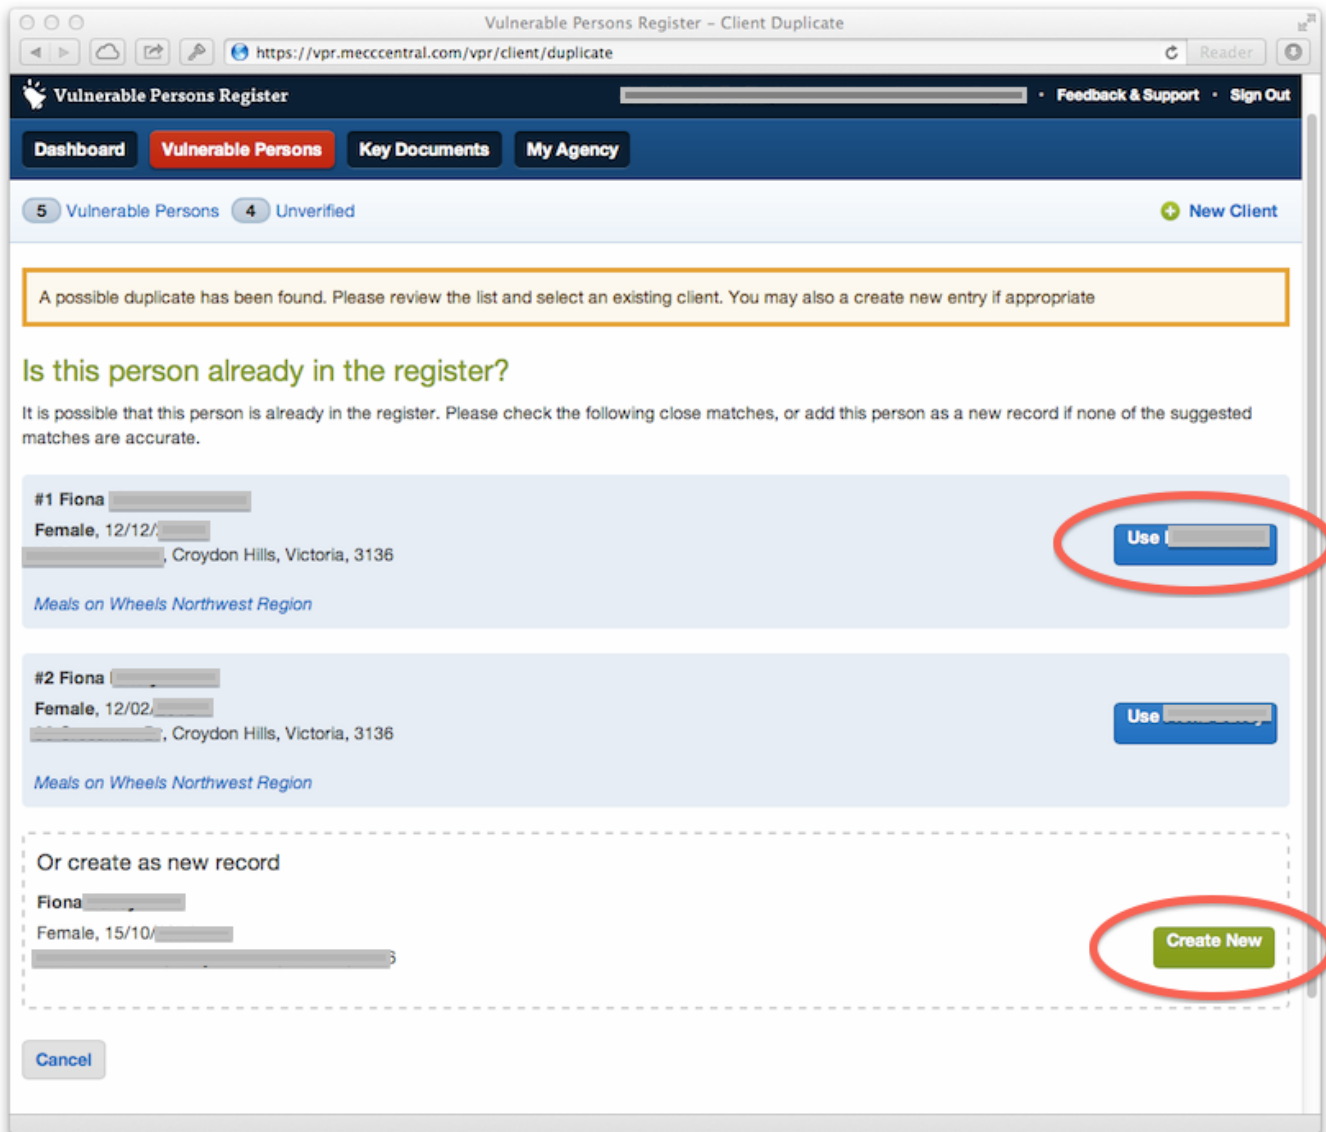 Vulnerable Persons Register – Client Duplicate
https://vpr.mecccentral.com/vpr/client/duplicate
Reader
Vulnerable Persons Register
· Feedback & Support · Sign Out
Dashboard Vulnerable Persons Key Documents My Agency
5 Vulnerable Persons 4 Unverified New Client
A possible duplicate has been found. Please review the list and select an existing client. You may also a create new entry if appropriate
Is this person already in the register?
It is possible that this person is already in the register. Please check the following close matches, or add this person as a new record if none of the suggested
matches are accurate.
#1 Fiona
Female, 12/12/
Use
, Croydon Hills, Victoria, 3136
Meals on Wheels Northwest Region
#2 Fiona
Female, 12/02/
Use
, Croydon Hills, Victoria, 3136
Meals on Wheels Northwest Region
Or create as new record
Fiona
Female, 15/10/
Create New
Cancel